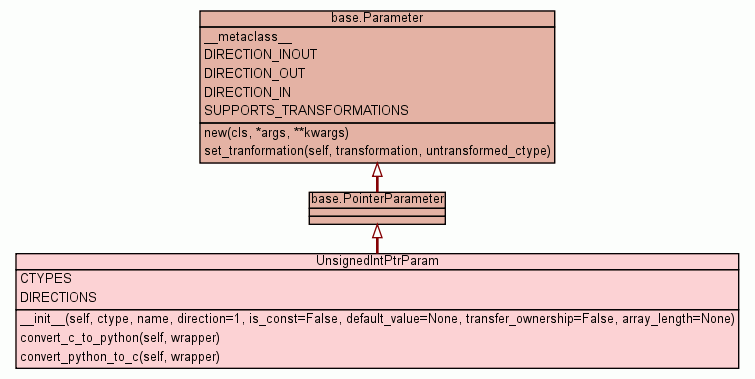 base.Parameter
__metaclass__
DIRECTION_INOUT
DIRECTION_OUT
DIRECTION_IN
SUPPORTS_TRANSFORMATIONS
new(cls, *args, **kwargs)
set_tranformation(self, transformation, untransformed_ctype)
base.PointerParameter
UnsignedIntPtrParam
CTYPES
DIRECTIONS
__init__(self, ctype, name, direction=1, is_const=False, default_value=None, transfer_ownership=False, array_length=None)
convert_c_to_python(self, wrapper)
convert_python_to_c(self, wrapper)